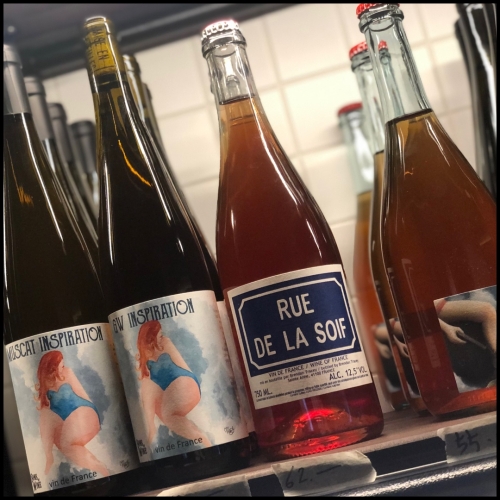 MUSCAT INSPIRATION
vin de France
INSPIRATION
vin de France
RUE
DE LA SOIF
VIN DE FRANCE / WINE OF FRANCE
750 ML.
ALC. 12,5%
62.—
55